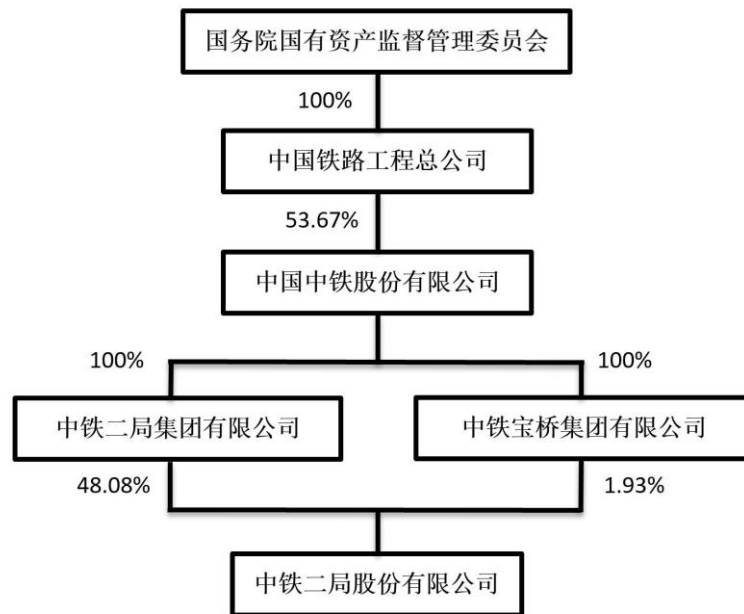 国务院国有资产监督管理委员会
100%
中国铁路工程总公司
53.67%
中国中铁股份有限公司
100%
100%
中铁二局集团有限公司
中铁宝桥集团有限公司
48.08%
1.93%
中铁二局股份有限公司